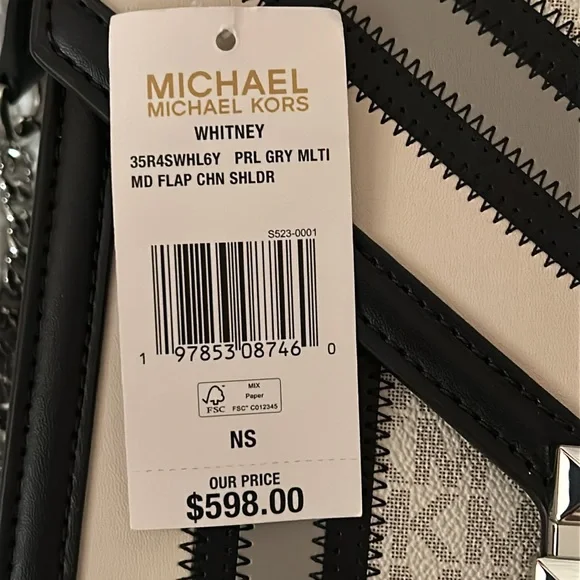 MICHAEL
MICHAEL KORS
WHITNEY
35R4SWHL6Y PRL GRY MLTI
MD FLAP CHN SHLDR
S523-0001
1 97853 08746 0
FSC
MIX
Paper
FSC™ C012345
NS
OUR PRICE
$598.00